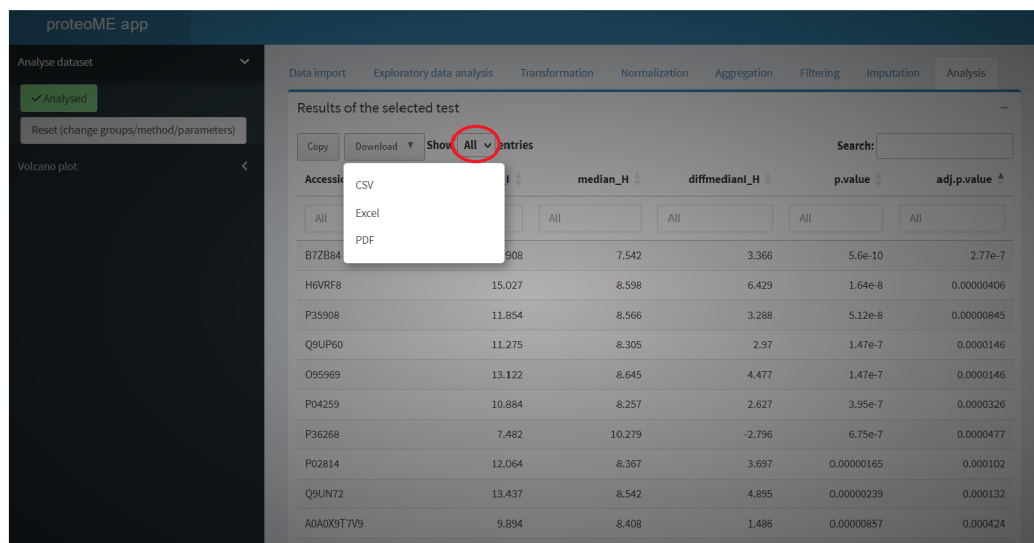 proteoME app
Analyse dataset
✓ Analysed
Reset (change groups/method/parameters)
Volcano plot
Data import Exploratory data analysis Transformation Normalization Aggregation Filtering Imputation Analysis
Results of the selected test
Copy Download ▼ Show All entries Search:
CSV
Excel
PDF
median_H diffmedianI_H p.value adj.p.value
All All All All All
B7ZB84 7.542 3.366 5.6e-10 2.77e-7
H6VRF8 15.027 8.598 6.429 1.64e-8 0.00000406
P35908 11.854 8.566 3.288 5.12e-8 0.00000845
Q9UP60 11.275 8.305 2.97 1.47e-7 0.0000146
O95969 13.122 8.645 4.477 1.47e-7 0.0000146
P04259 10.884 8.257 2.627 3.95e-7 0.0000326
P36268 7.482 10.279 -2.796 6.75e-7 0.0000477
P02814 12.064 8.367 3.697 0.00000165 0.000102
Q9UN72 13.437 8.542 4.895 0.00000239 0.000132
A0A0X9T7V9 9.894 8.408 1.486 0.00000857 0.000424